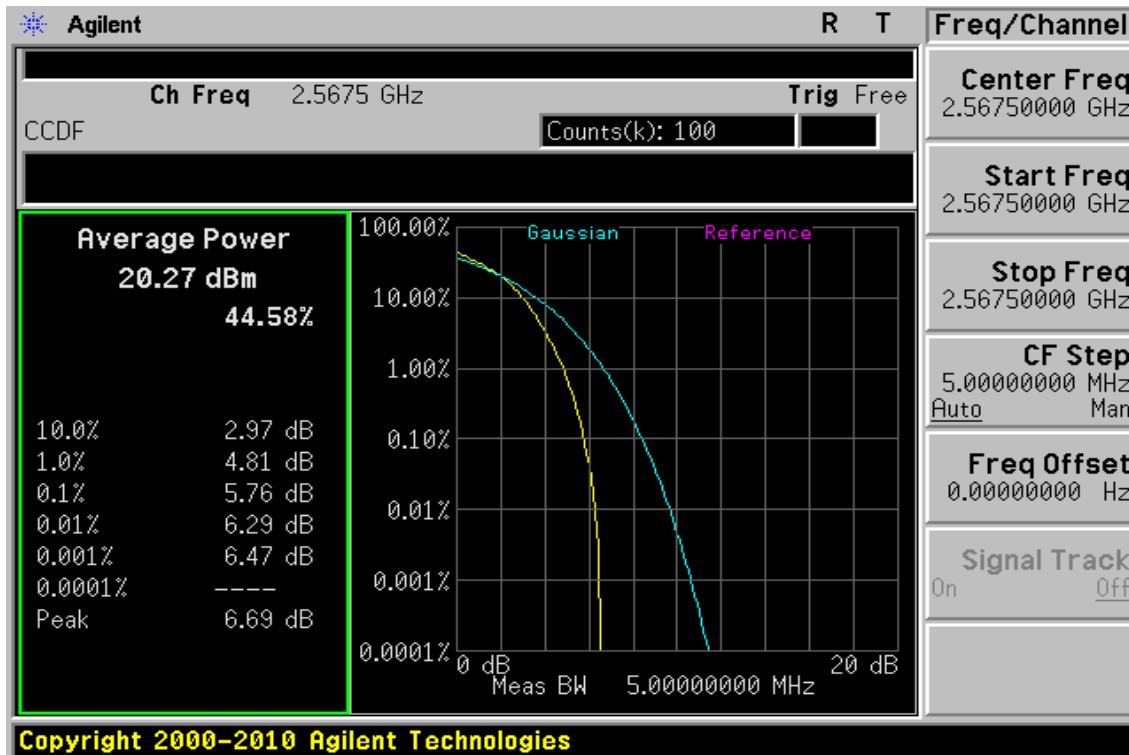 Agilent R T
Ch Freq 2.5675 GHz Trig Free
CCDF
Counts(k): 100
Average Power
20.27 dBm
44.58%
10.0% 2.97 dB
1.0% 4.81 dB
0.1% 5.76 dB
0.01% 6.29 dB
0.001% 6.47 dB
0.0001% ----
Peak 6.69 dB
Gaussian Reference
100.00%
10.00%
1.00%
0.10%
0.01%
0.001%
0.0001%
0 dB 20 dB
Meas BW 5.00000000 MHz
Freq/Channel
Center Freq
2.56750000 GHz
Start Freq
2.56750000 GHz
Stop Freq
2.56750000 GHz
CF Step
5.00000000 MHz
Auto Man
Freq Offset
0.00000000 Hz
Signal Track
On Off
Copyright 2000-2010 Agilent Technologies